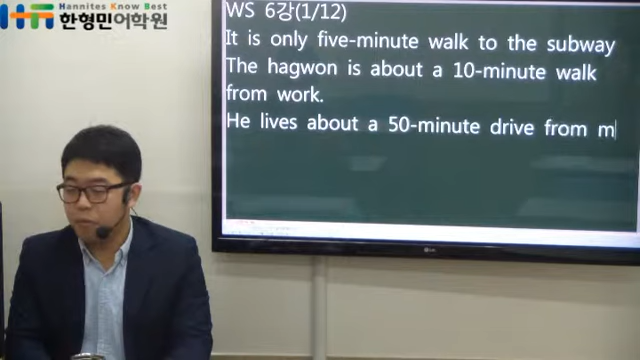 Hannites Know Best
한형민어학원
WS 6강(1/12)
It is only five-minute walk to the subway
The hagwon is about a 10-minute walk
from work.
He lives about a 50-minute drive from m
LG